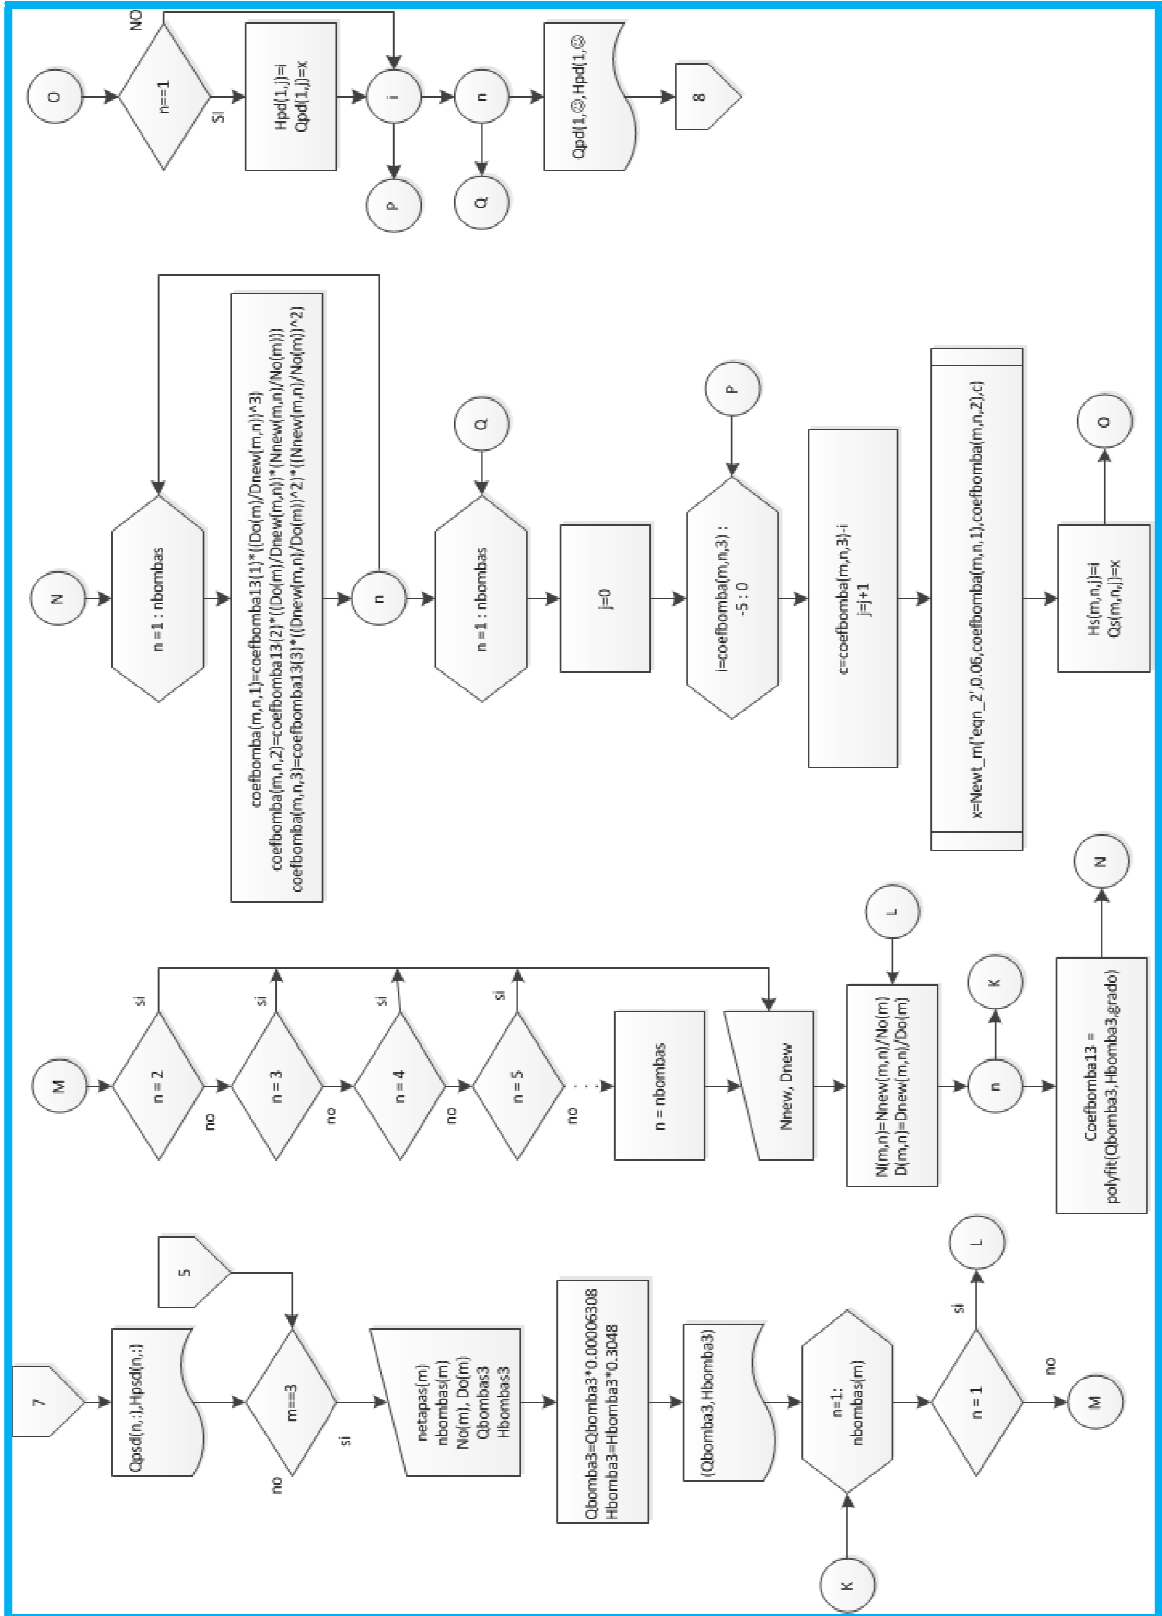 7
Qpsd(n,:),Hpsd(n,:)
5
m==3
no
si
netapas(m)
nbombas(m)
No(m), Do(m)
Qbombas3
Hbombas3
Qbomba3=Qbomba3*0.00006308
Hbomba3=Hbomba3*0.3048
(Qbomba3,Hbomba3)
K
n=1:
nbombas(m)
n = 1
si
L
no
M
M
n = 2
si
no
n = 3
si
no
n = 4
si
no
n = 5
si
no
n = nbombas
Nnew, Dnew
L
N(m,n)=Nnew(m,n)/No(m)
D(m,n)=Dnew(m,n)/Do(m)
n
K
Coefbomba13 =
polyfit(Qbomba3,Hbomba3,grado)
N
N
n =1 : nbombas
coefbomba(m,n,1)=coefbomba13(1)*((Do(m)/Dnew(m,n))^3)
coefbomba(m,n,2)=coefbomba13(2)*((Do(m)/Dnew(m,n))*(Nnew(m,n)/No(m)))
coefbomba(m,n,3)=coefbomba13(3)*((Dnew(m,n)/Do(m))^2)*((Nnew(m,n)/No(m))^2)
n
Q
n =1 : nbombas
j=0
P
i=coefbomba(m,n,3) :
-5 : 0
c=coefbomba(m,n,3)-i
j=j+1
x=Newt_m('eqn_2',0.06,coefbomba(m,n,1),coefbomba(m,n,2),c)
Hs(m,n,j)=i
Qs(m,n,j)=x
O
O
n==1
NO
Si
Hpd(1,j)=i
Qpd(1,j)=x
i
P
n
Q
Qpd(1,☺),Hpd(1,☺
8